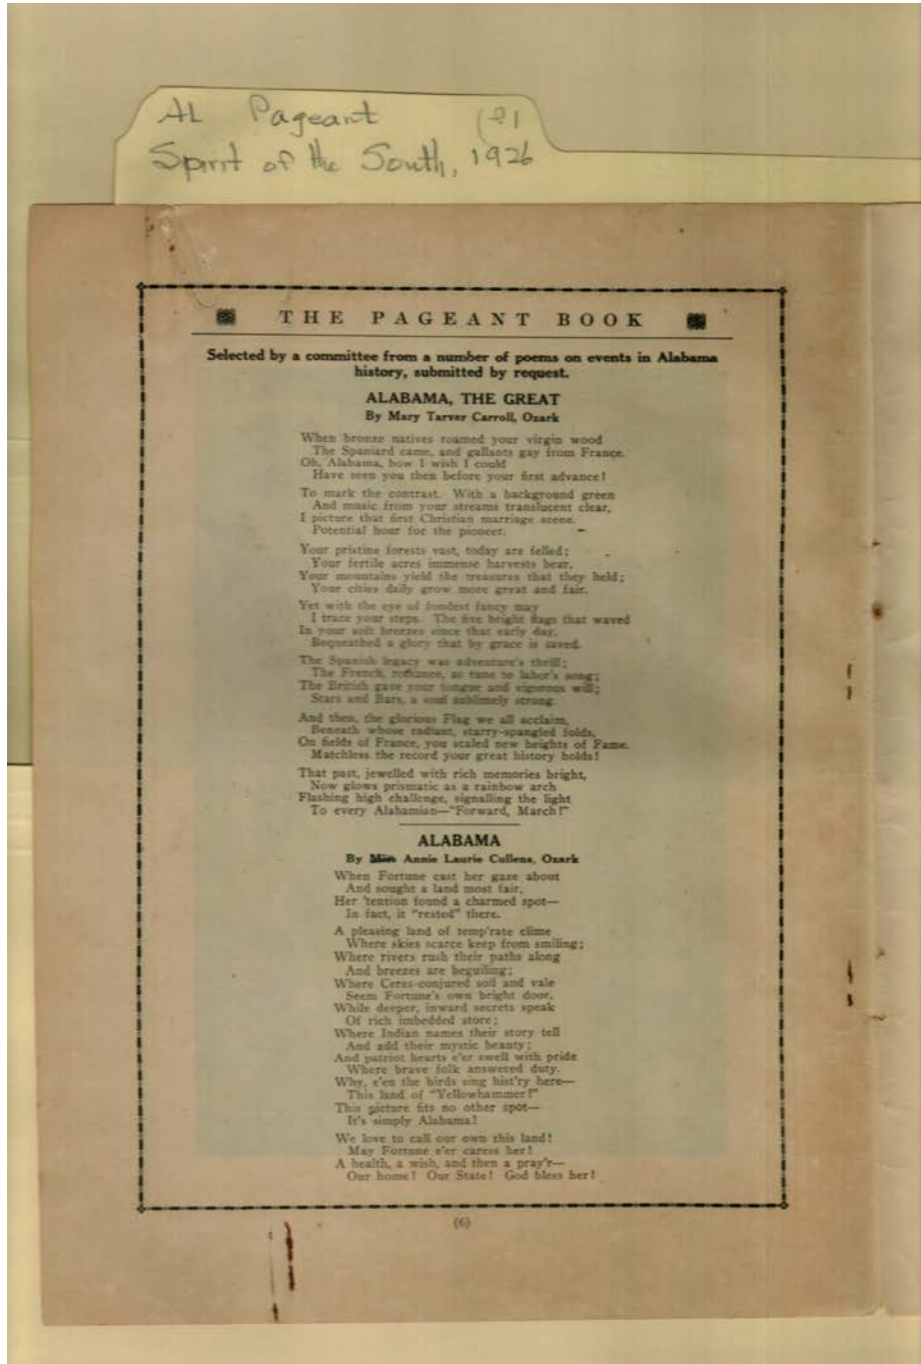 AL Pageant
Spirit of the South, 1926
THE PAGEANT BOOK
Selected by a committee from a number of poems on events in Alabama
history, submitted by request.
ALABAMA, THE GREAT
By Mary Tarver Carroll, Ozark
When bronze natives roamed your virgin wood
The Spaniard came, and gallants gay from France.
Oh, Alabama, how I wish I could
Have seen you then before your first advance!
To mark the contrast. With a background green
And music from your streams translucent clear,
I picture that first Christian marriage scene.
Potential hour for the pioneer.
Your pristine forests vast, today are felled;
Your fertile acres immense harvests bear,
Your mountains yield the treasures that they held;
Your cities daily grow more great and fair.
Yet with the eye of fondest fancy may
I trace your steps. The five bright flags that waved
In your soft breezes since that early day,
Bequeathed a glory that by grace is saved.
The Spanish legacy was adventure's thrill;
The French, romance, as tune to labor's song;
The British gave your tongue and vigorous will;
Stars and Bars, a soul sublimely strong.
And then, the glorious Flag we all acclaim,
Beneath whose radiant, starry-spangled folds,
On fields of France, you scaled new heights of Fame.
Matchless the record your great history holds!
That past, jewelled with rich memories bright,
Now glows prismatic as a rainbow arch
Flashing high challenge, signalling the light
To every Alabamian—"Forward, March!"
ALABAMA
By Miss Annie Laurie Cullens, Ozark
When Fortune cast her gaze about
And sought a land most fair,
Her 'tention found a charmed spot—
In fact, it "rested" there.
A pleasing land of temp'rate clime
Where skies scarce keep from smiling;
Where rivers rush their paths along
And breezes are beguiling;
Where Ceres-conjured soil and vale
Seem Fortune's own bright door,
While deeper, inward secrets speak
Of rich imbedded store;
Where Indian names their story tell
And add their mystic beauty;
And patriot hearts e'er swell with pride
Where brave folk answered duty.
Why, e'en the birds sing hist'ry here—
This land of "Yellowhammer!"
This picture fits no other spot—
It's simply Alabama!
We love to call our own this land!
May Fortune e'er caress her!
A health, a wish, and then a pray'r—
Our home! Our State! God bless her!
(6)